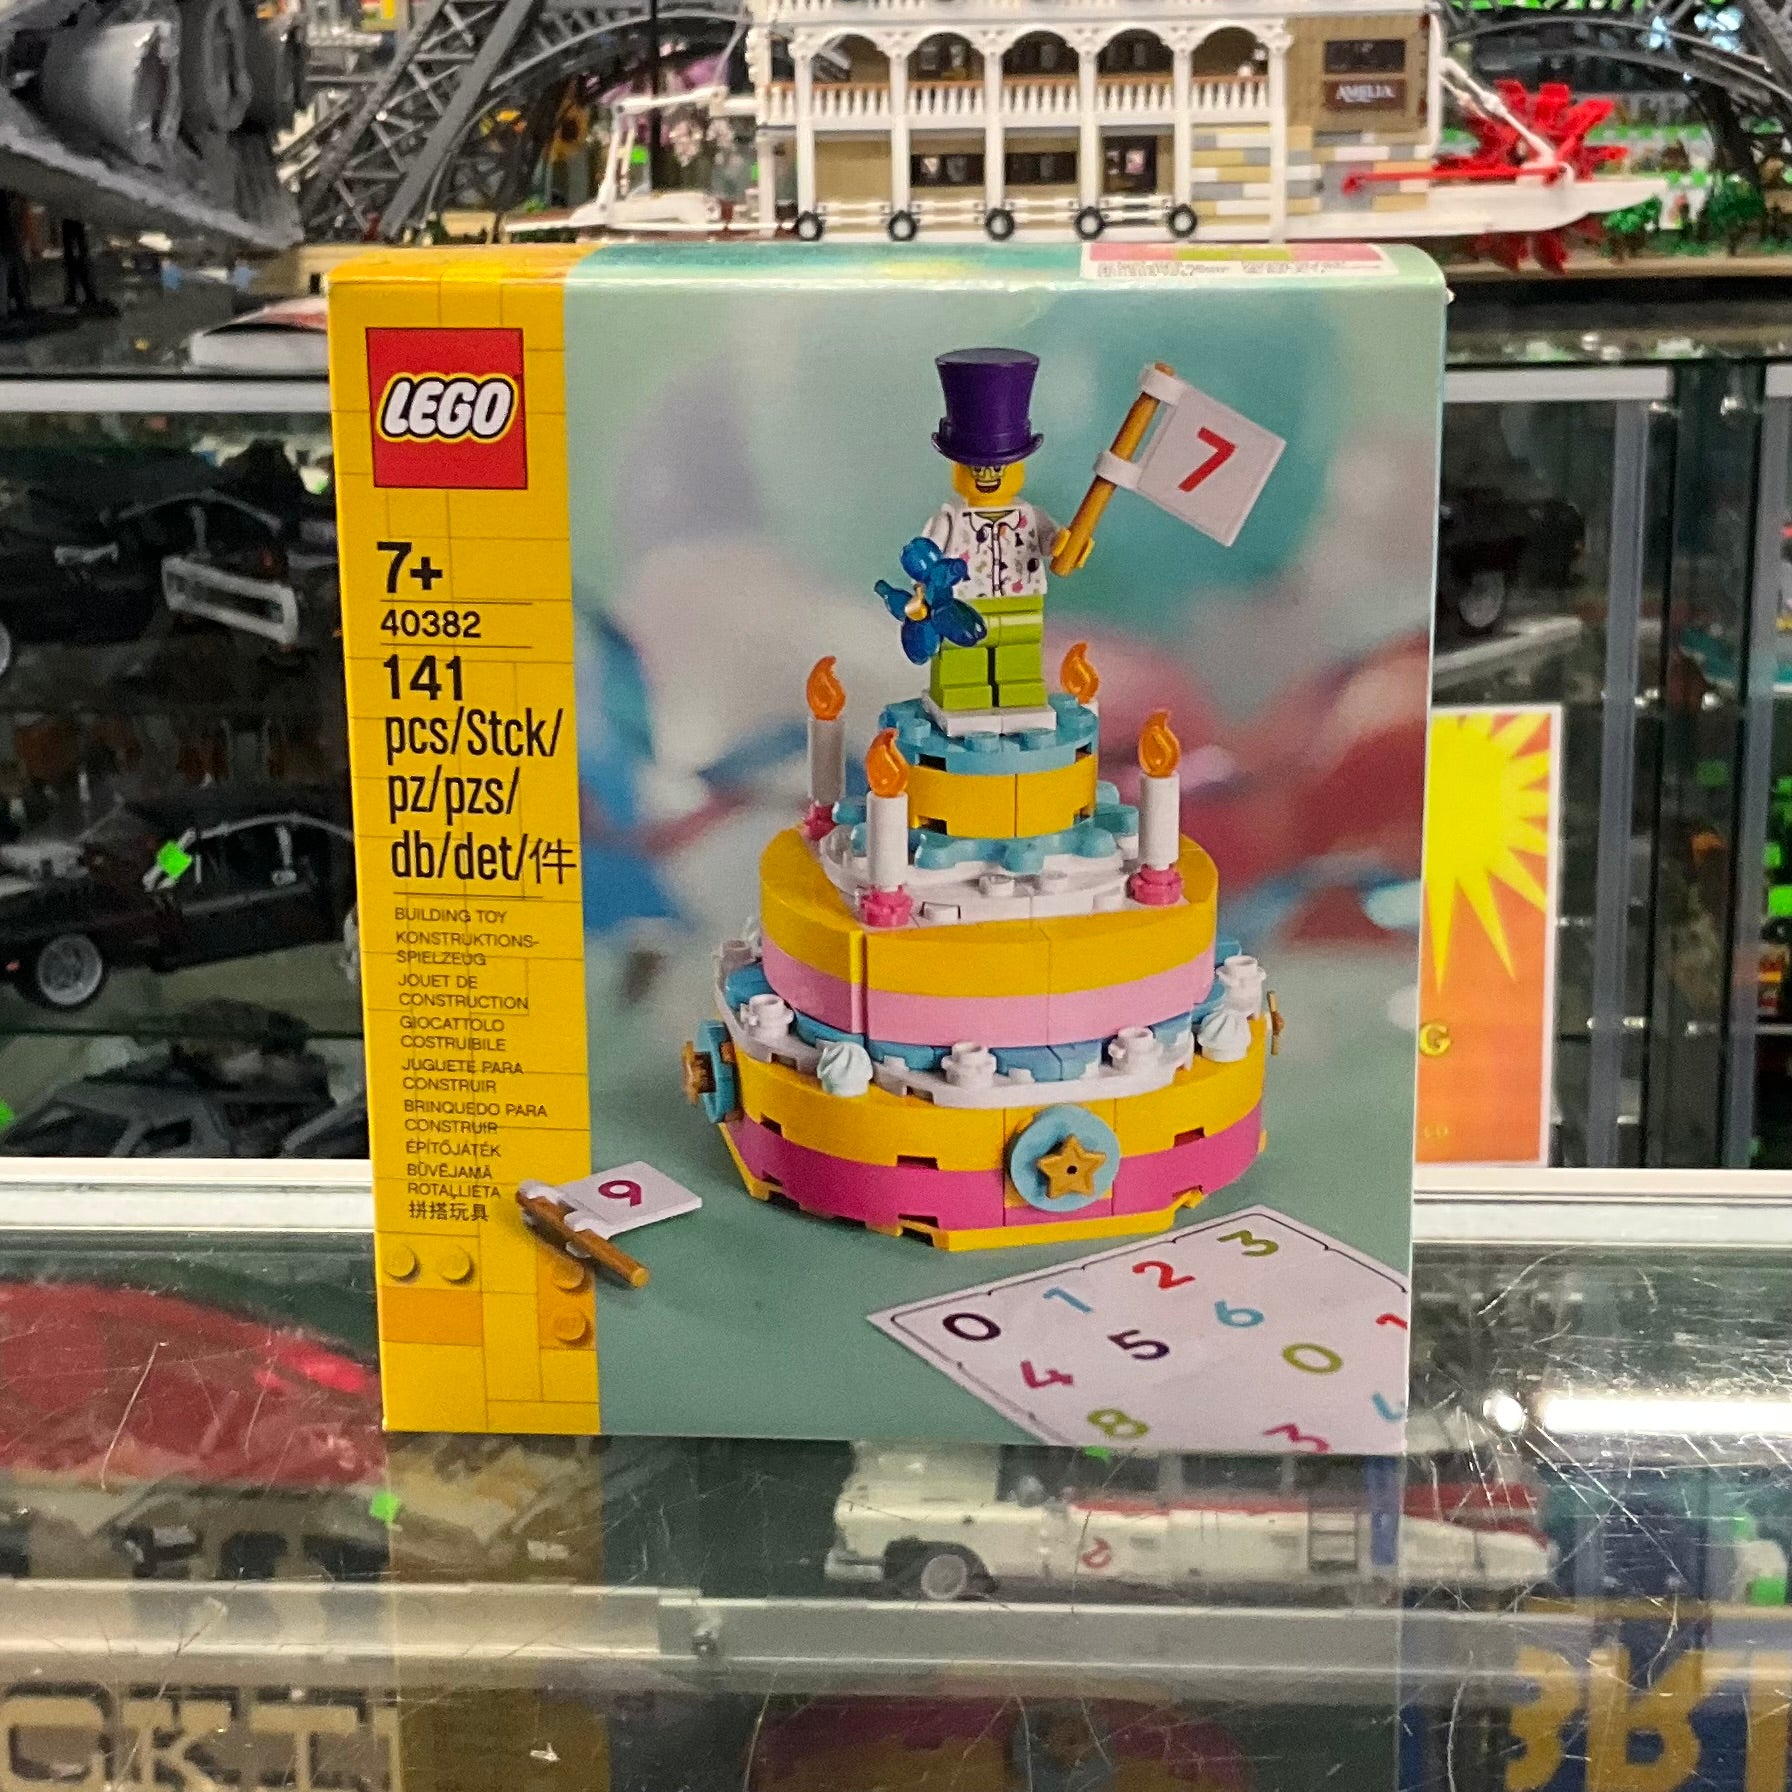 AMELIA
LEGO
7
7+
40382
141
pcs/Stck/
pz/pzs/
db/det/件
BUILDING TOY
KONSTRUKTIONS-
SPIELZEUG
JOUET DE
CONSTRUCTION
GIOCATTOLO
COSTRUIBILE
JUGUETE PARA
CONSTRUIR
BRINQUEDO PARA
CONSTRUIR
ÉPÍTŐJÁTÉK
BŪVĒJAMĀ
ROTAĻLIETA
拼搭玩具
9
0 1 2 3
4 5 6
8 3 0 1
G